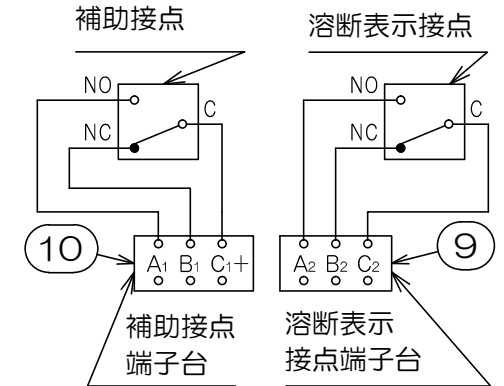 補助接点
溶断表示接点
NO
C
NC
NO
C
NC
10
A1 B1 C1+
A2 B2 C2
9
補助接点
端子台
溶断表示
接点端子台